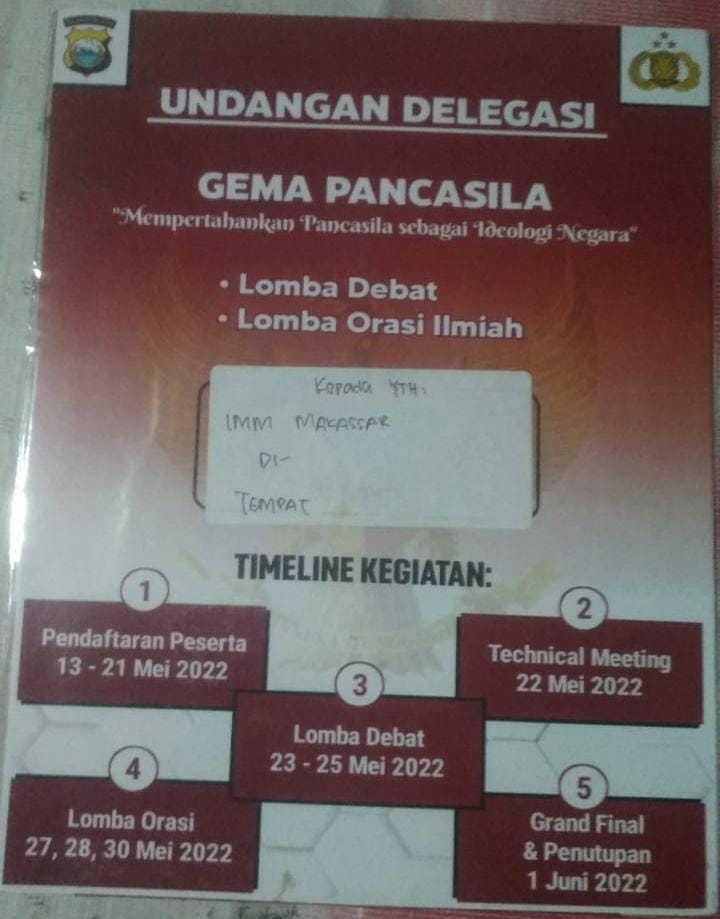 UNDANGAN DELEGASI
GEMA PANCASILA
"Mempertahankan Pancasila sebagai Ideologi Negara"
• Lomba Debat
• Lomba Orasi Ilmiah
Kepada YTH:
IMM MAKASSAR
DI-
TEMPAT
TIMELINE KEGIATAN:
1
Pendaftaran Peserta
13 - 21 Mei 2022
2
Technical Meeting
22 Mei 2022
3
Lomba Debat
23 - 25 Mei 2022
4
Lomba Orasi
27, 28, 30 Mei 2022
5
Grand Final
& Penutupan
1 Juni 2022